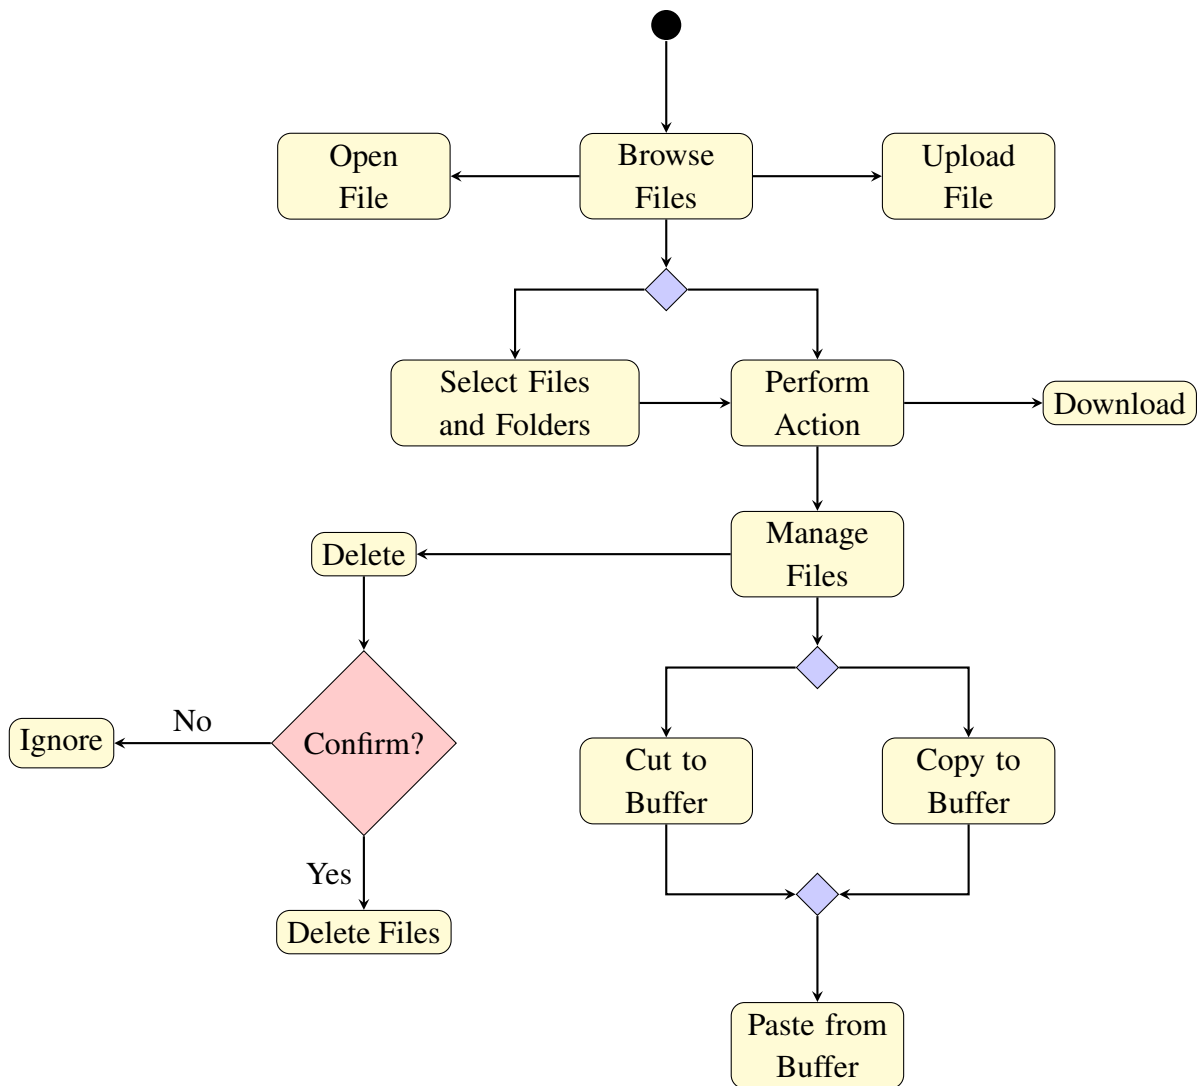 Open
File
Browse
Files
Upload
File
Select Files
and Folders
Perform
Action
Download
Manage
Files
Delete
No
Ignore
Confirm?
Cut to
Buffer
Copy to
Buffer
Yes
Delete Files
Paste from
Buffer